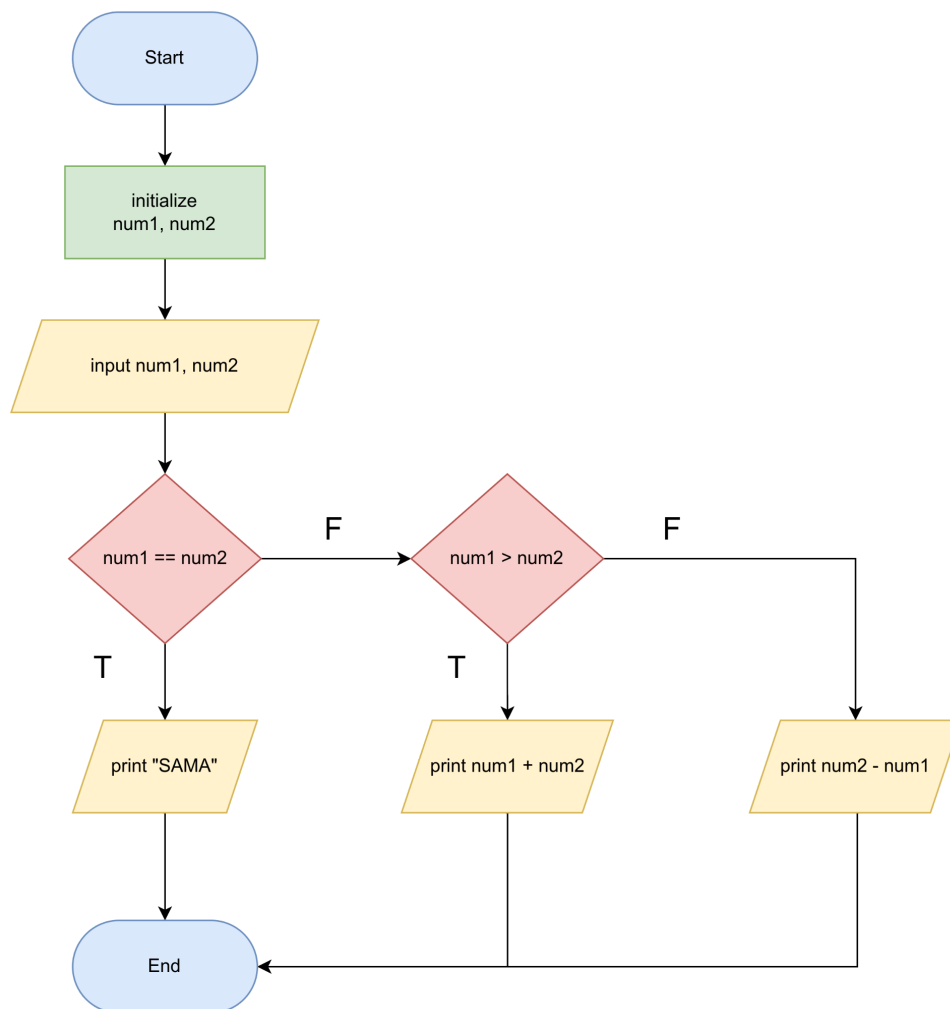 Start
initialize
num1, num2
input num1, num2
num1 == num2
F
num1 > num2
F
T
T
print "SAMA"
print num1 + num2
print num2 - num1
End